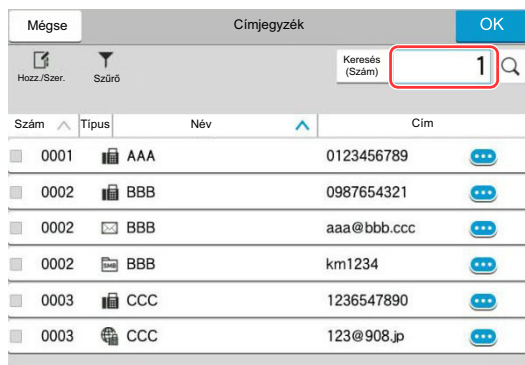 Mégse Címjegyzék OK
Hozz./Szer. Szűrő Keresés (Szám) 1
Szám Típus Név Cím
0001 AAA 0123456789
0002 BBB 0987654321
0002 BBB aaa@bbb.ccc
0002 SMB BBB km1234
0003 CCC 1236547890
0003 CCC 123@908.jp